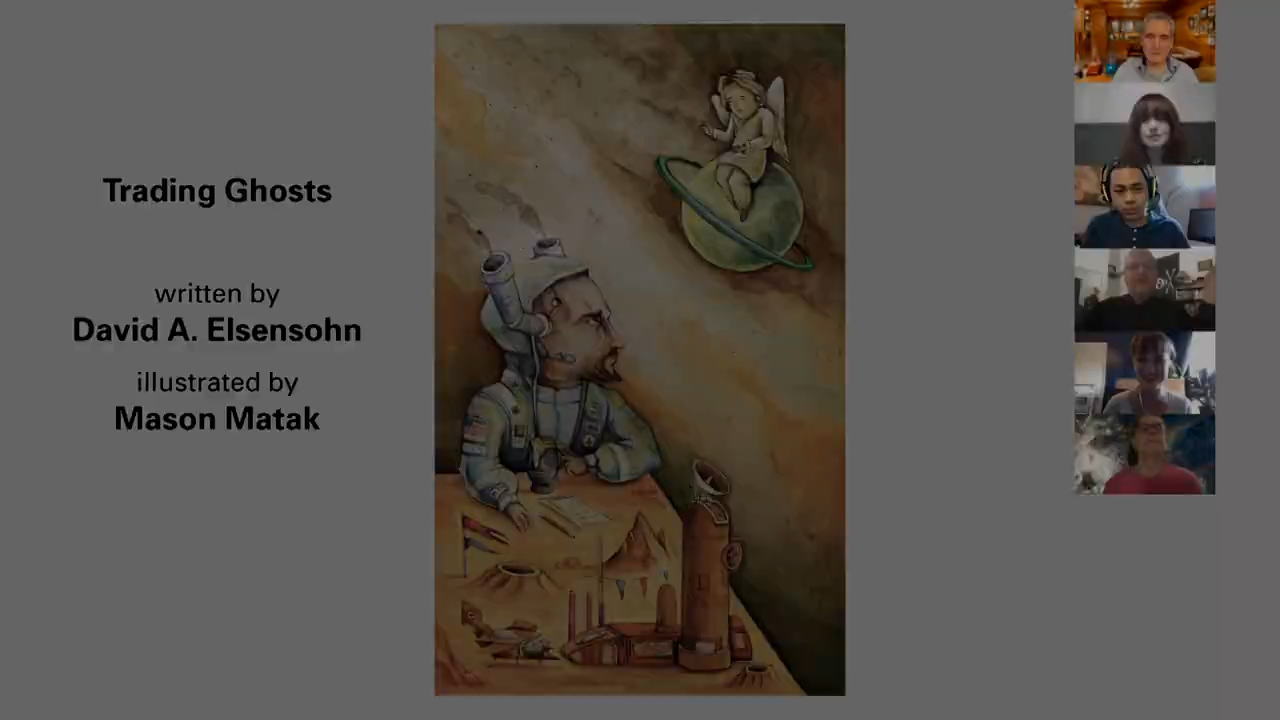 Trading Ghosts
written by
David A. Elsensohn
illustrated by
Mason Matak